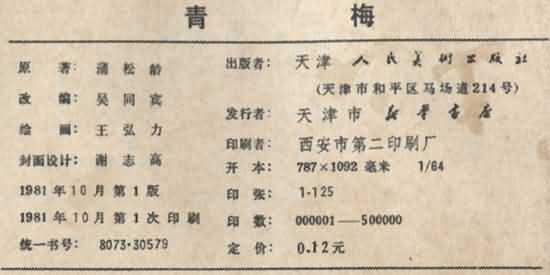 青梅
原著：蒲松龄
改编：吴同宾
绘画：王弘力
封面设计：谢志高
1981年10月第1版
1981年10月第1次印刷
统一书号：8073·30579
出版者：天津人民美术出版社
(天津市和平区马场道214号)
发行者：天津市新华书店
印刷者：西安市第二印刷厂
开本：787×1092毫米 1/64
印张：1·125
印数：000001—500000
定价：0.12元